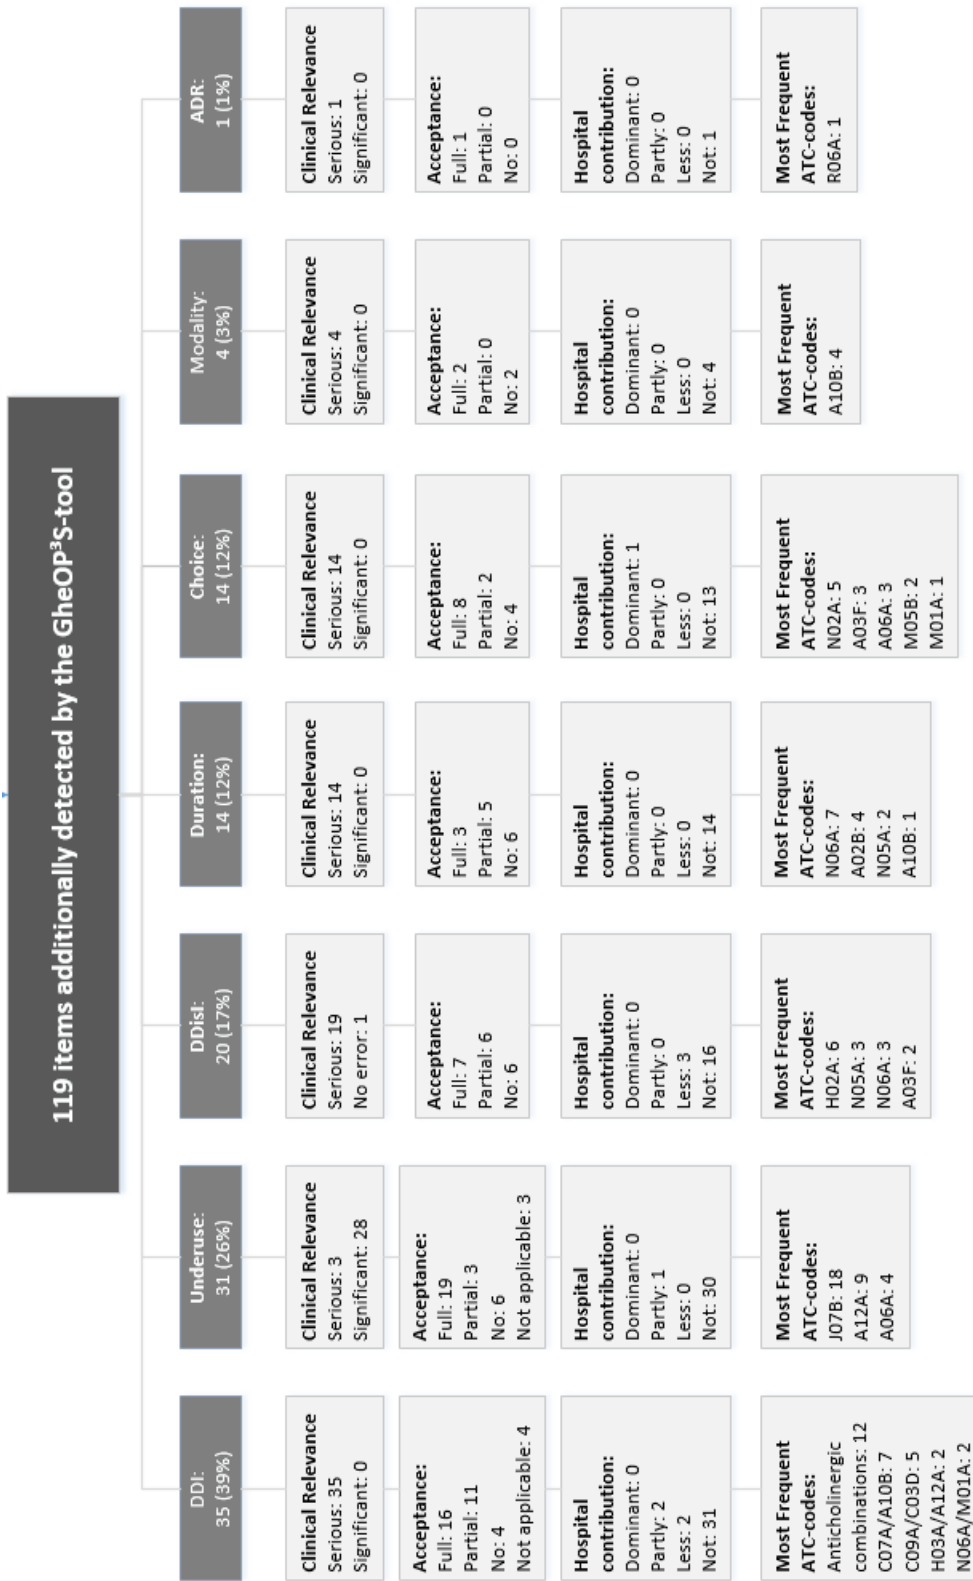 119 items additionally detected by the GheOP³S-tool
DDI:
35 (39%)
Clinical Relevance
Serious: 35
Significant: 0
Acceptance:
Full: 16
Partial: 11
No: 4
Not applicable: 4
Hospital
contribution:
Dominant: 0
Partly: 2
Less: 2
Not: 31
Most Frequent
ATC-codes:
Anticholinergic
combinations: 12
C07A/A10B: 7
C09A/C03D: 5
H03A/A12A: 2
N06A/M01A: 2
Underuse:
31 (26%)
Clinical Relevance
Serious: 3
Significant: 28
Acceptance:
Full: 19
Partial: 3
No: 6
Not applicable: 3
Hospital
contribution:
Dominant: 0
Partly: 1
Less: 0
Not: 30
Most Frequent
ATC-codes:
J07B: 18
A12A: 9
A06A: 4
DDisI:
20 (17%)
Clinical Relevance
Serious: 19
No error: 1
Acceptance:
Full: 7
Partial: 6
No: 6
Hospital
contribution:
Dominant: 0
Partly: 0
Less: 3
Not: 16
Most Frequent
ATC-codes:
H02A: 6
N05A: 3
N06A: 3
A03F: 2
Duration:
14 (12%)
Clinical Relevance
Serious: 14
Significant: 0
Acceptance:
Full: 3
Partial: 5
No: 6
Hospital
contribution:
Dominant: 0
Partly: 0
Less: 0
Not: 14
Most Frequent
ATC-codes:
N06A: 7
A02B: 4
N05A: 2
A10B: 1
Choice:
14 (12%)
Clinical Relevance
Serious: 14
Significant: 0
Acceptance:
Full: 8
Partial: 2
No: 4
Hospital
contribution:
Dominant: 1
Partly: 0
Less: 0
Not: 13
Most Frequent
ATC-codes:
N02A: 5
A03F: 3
A06A: 3
M05B: 2
M01A: 1
Modality:
4 (3%)
Clinical Relevance
Serious: 4
Significant: 0
Acceptance:
Full: 2
Partial: 0
No: 2
Hospital
contribution:
Dominant: 0
Partly: 0
Less: 0
Not: 4
Most Frequent
ATC-codes:
A10B: 4
ADR:
1 (1%)
Clinical Relevance
Serious: 1
Significant: 0
Acceptance:
Full: 1
Partial: 0
No: 0
Hospital
contribution:
Dominant: 0
Partly: 0
Less: 0
Not: 1
Most Frequent
ATC-codes:
R06A: 1